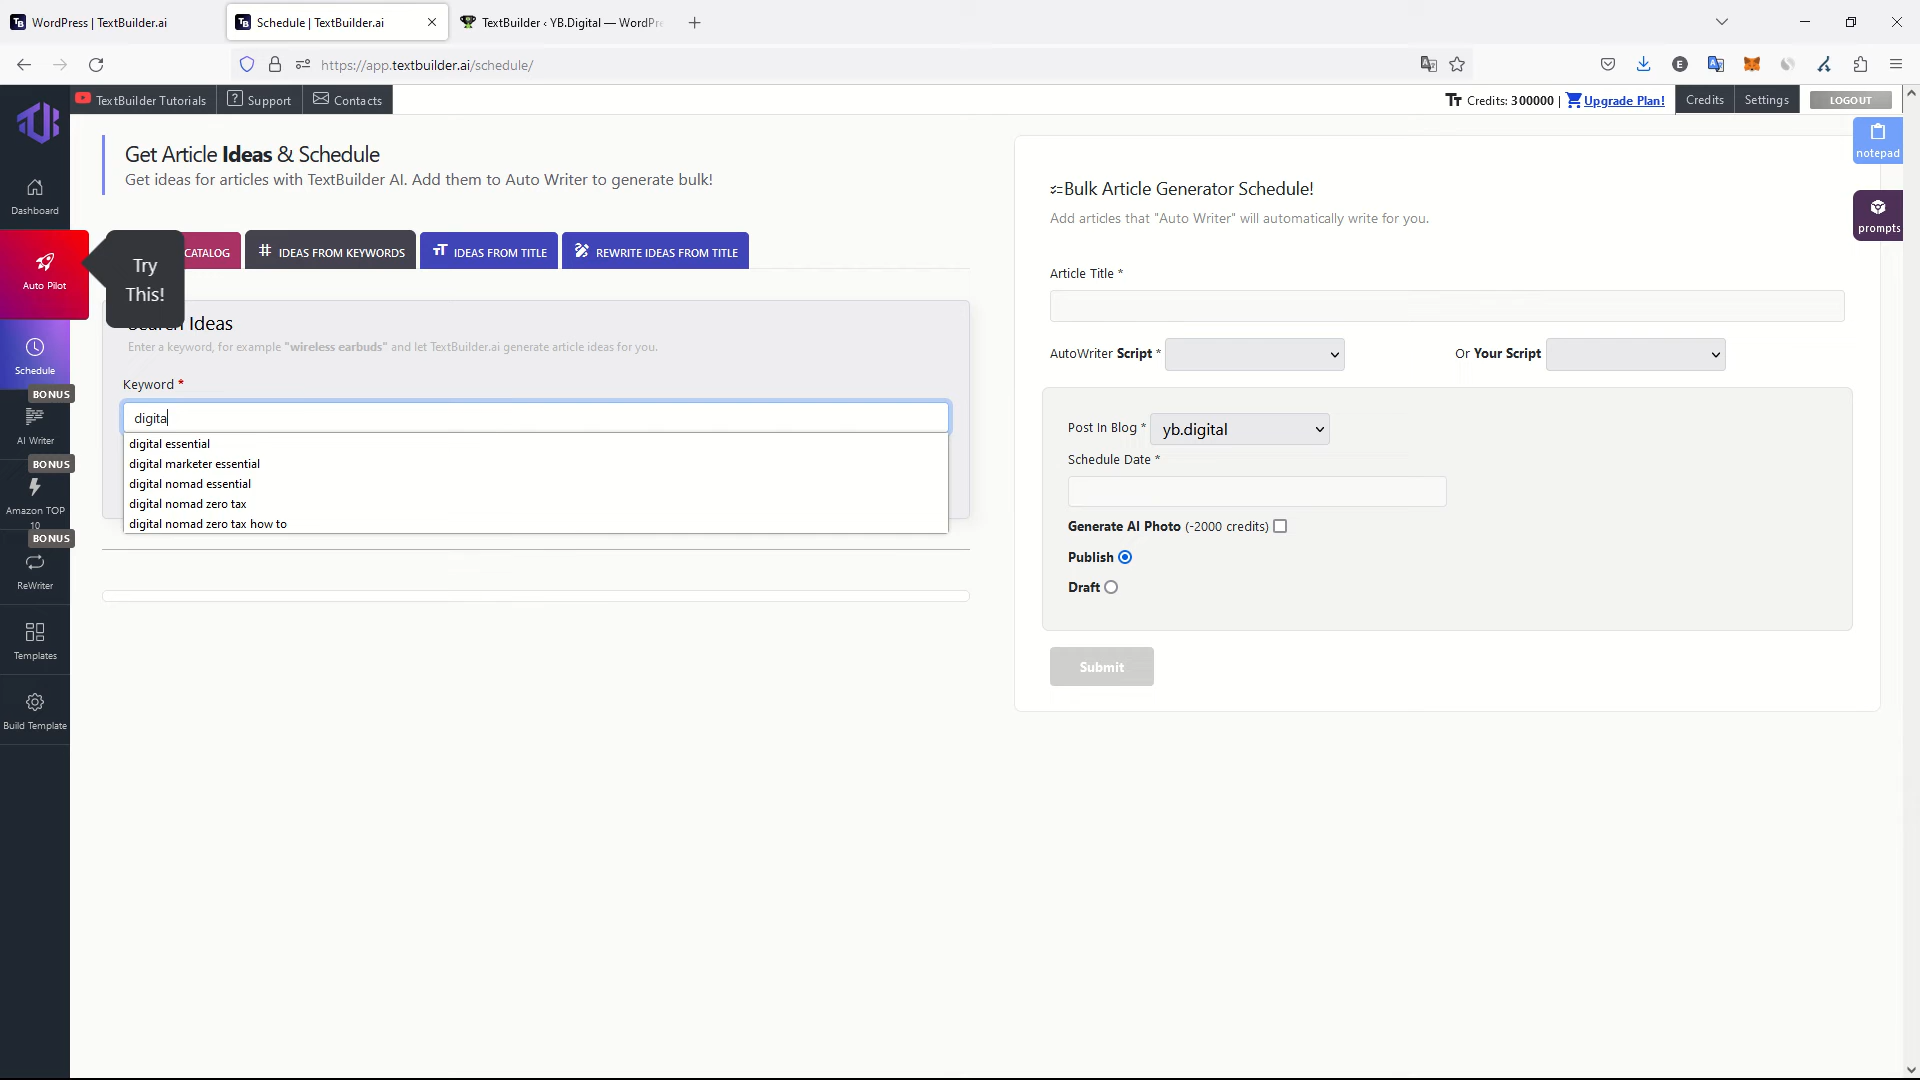 WordPress | TextBuilder.ai
Schedule | TextBuilder.ai
TextBuilder ‹ YB.Digital — WordPre
https://app.textbuilder.ai/schedule/
TextBuilder Tutorials
Support
Contacts
Credits: 300000 | Upgrade Plan!
Credits
Settings
LOGOUT
notepad
prompts
Dashboard
Auto Pilot
Try
This!
Schedule
BONUS
AI Writer
BONUS
Amazon TOP
10
BONUS
ReWriter
Templates
Build Template
Get Article Ideas & Schedule
Get ideas for articles with TextBuilder AI. Add them to Auto Writer to generate bulk!
CATALOG
IDEAS FROM KEYWORDS
IDEAS FROM TITLE
REWRITE IDEAS FROM TITLE
Search Ideas
Enter a keyword, for example "wireless earbuds" and let TextBuilder.ai generate article ideas for you.
Keyword *
digita
digital essential
digital marketer essential
digital nomad essential
digital nomad zero tax
digital nomad zero tax how to
Bulk Article Generator Schedule!
Add articles that "Auto Writer" will automatically write for you.
Article Title *
AutoWriter Script *
Or Your Script
Post In Blog *
yb.digital
Schedule Date *
Generate AI Photo (-2000 credits)
Publish
Draft
Submit